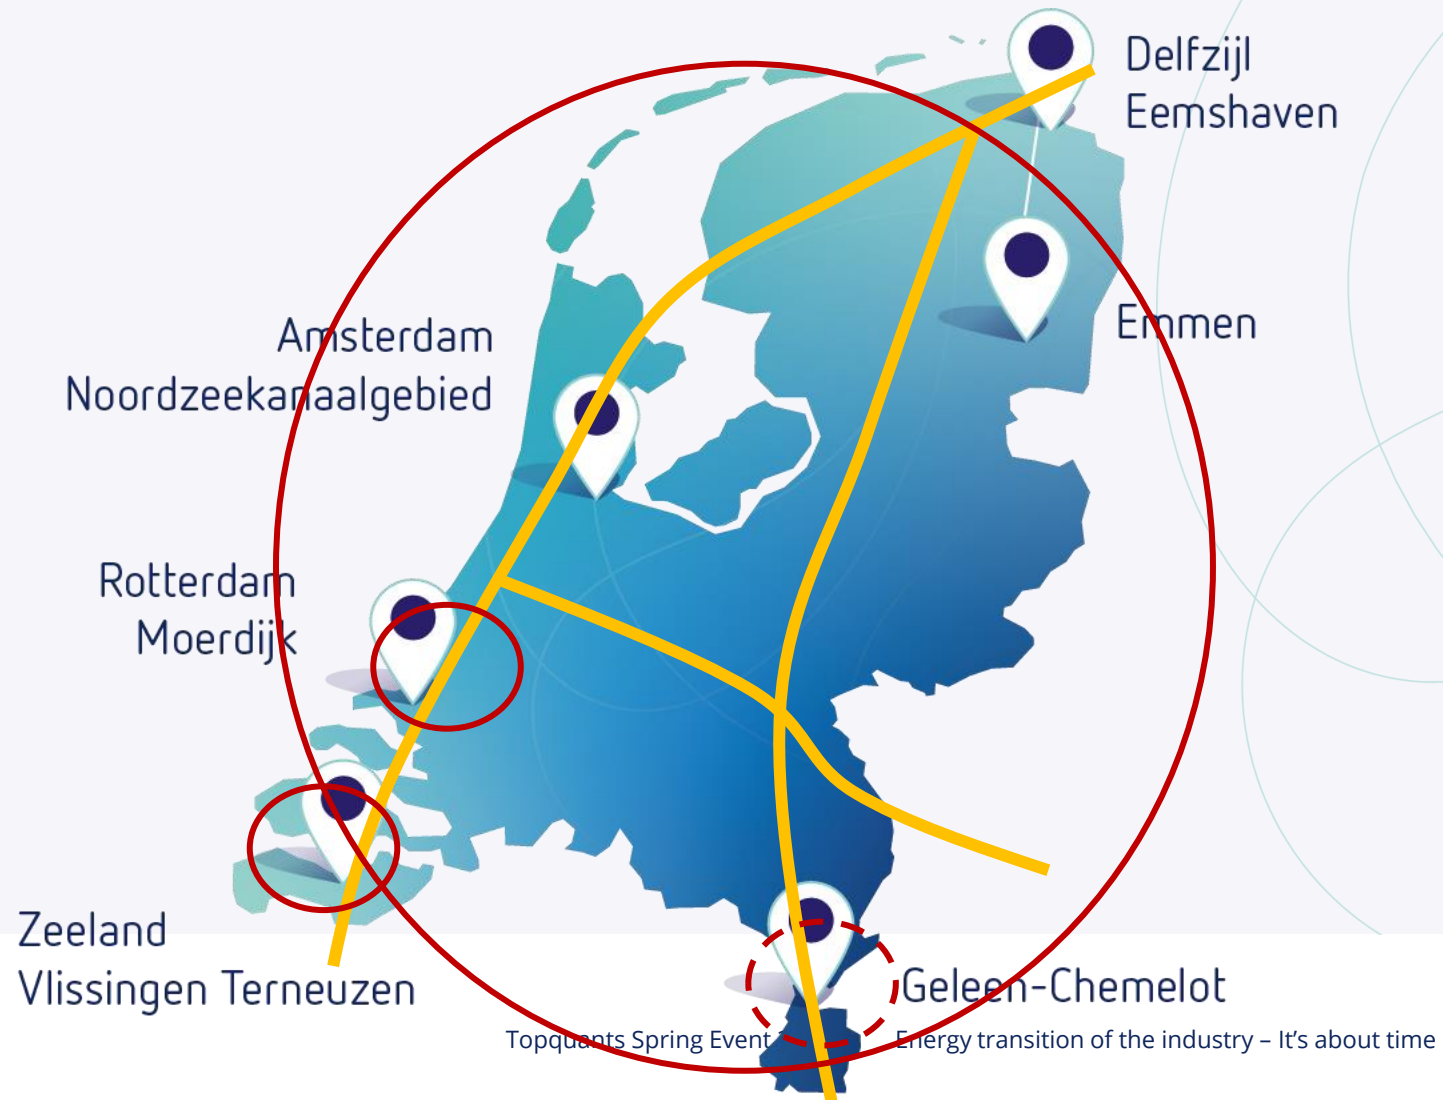 Delfzijl
Eemshaven
Emmen
Amsterdam
Noordzeekanaalgebied
Rotterdam
Moerdijk
Zeeland
Vlissingen Terneuzen
Geleen-Chemelot
Topquants Spring Event
Energy transition of the industry – It's about time